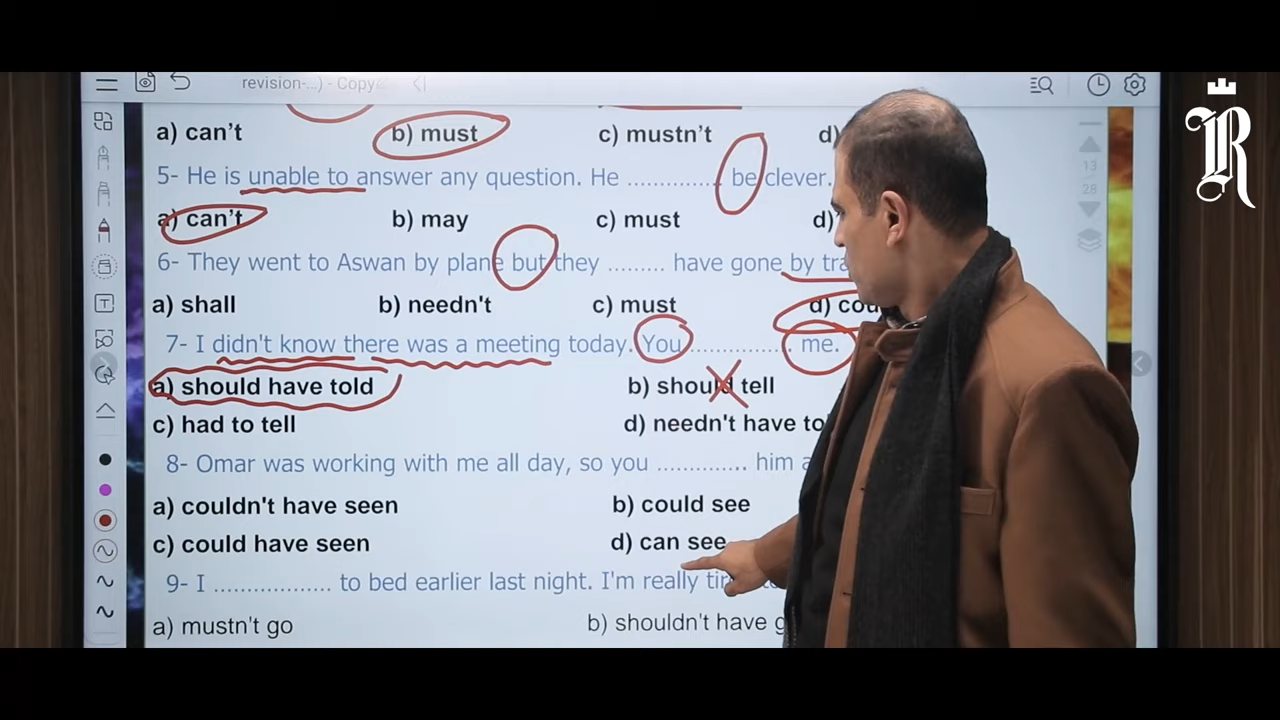 revision-...) - Copy
R
13
28
a) can't b) must c) mustn't d)
5- He is unable to answer any question. He .............. be clever.
a) can't b) may c) must d)
6- They went to Aswan by plane but they ......... have gone by
a) shall b) needn't c) must d)
7- I didn't know there was a meeting today. You ................ me.
a) should have told b) should tell
c) had to tell d) needn't have
8- Omar was working with me all day, so you .............. him
a) couldn't have seen b) could see
c) could have seen d) can see
9- I .................. to bed earlier last night. I'm really
a) mustn't go b) shouldn't have